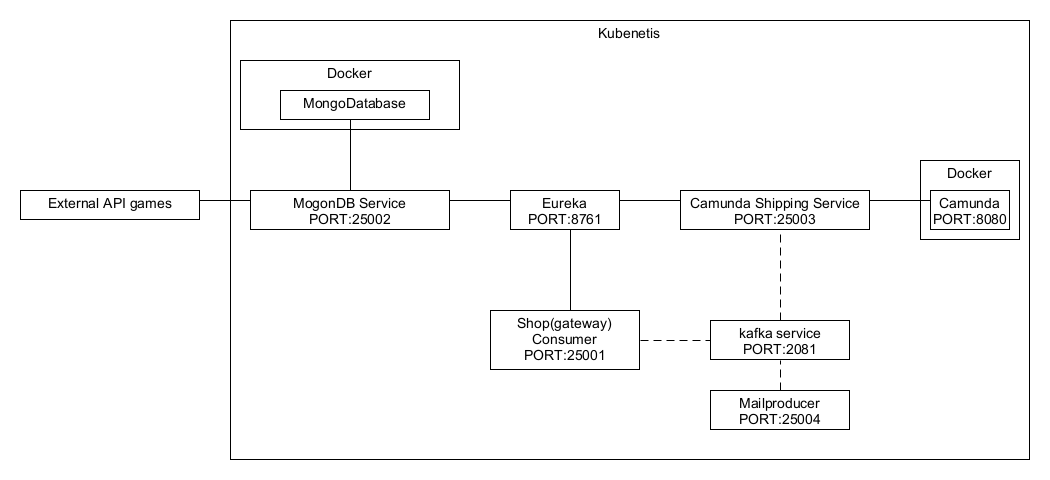 Kubenetis
Docker
MongoDatabase
External API games
MogonDB Service
PORT:25002
Eureka
PORT:8761
Camunda Shipping Service
PORT:25003
Docker
Camunda
PORT:8080
Shop(gateway)
Consumer
PORT:25001
kafka service
PORT:2081
Mailproducer
PORT:25004